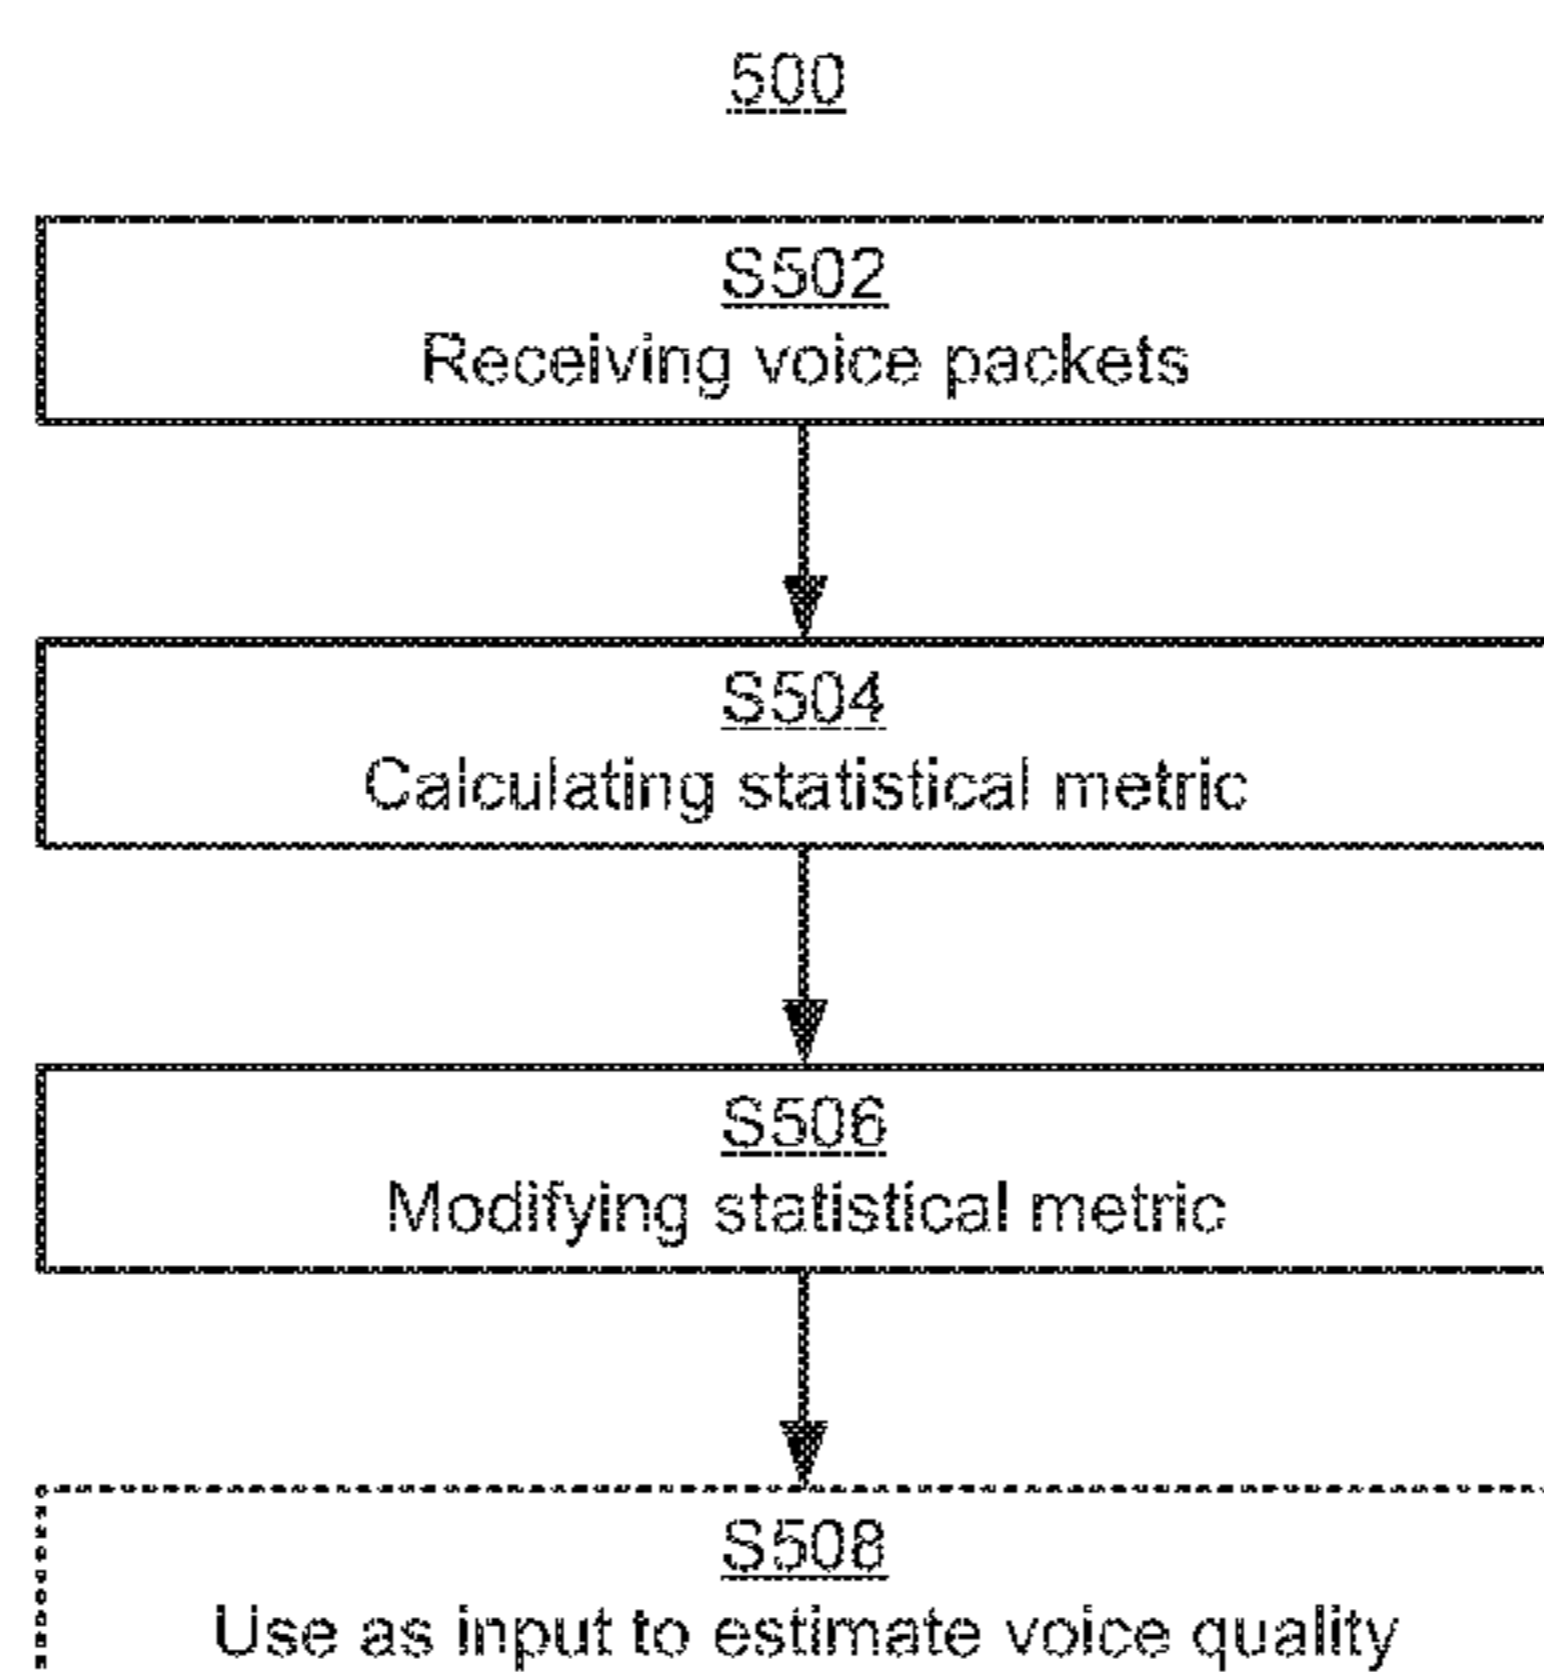 500
S502
Receiving voice packets
S504
Calculating statistical metric
S506
Modifying statistical metric
S508
Use as input to estimate voice quality